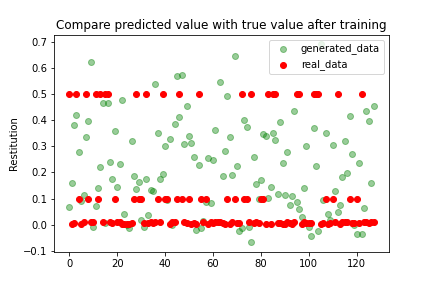 Compare predicted value with true value after training
generated_data
real_data
Restitution
0.7
0.6
0.5
0.4
0.3
0.2
0.1
0.0
−0.1
0 20 40 60 80 100 120